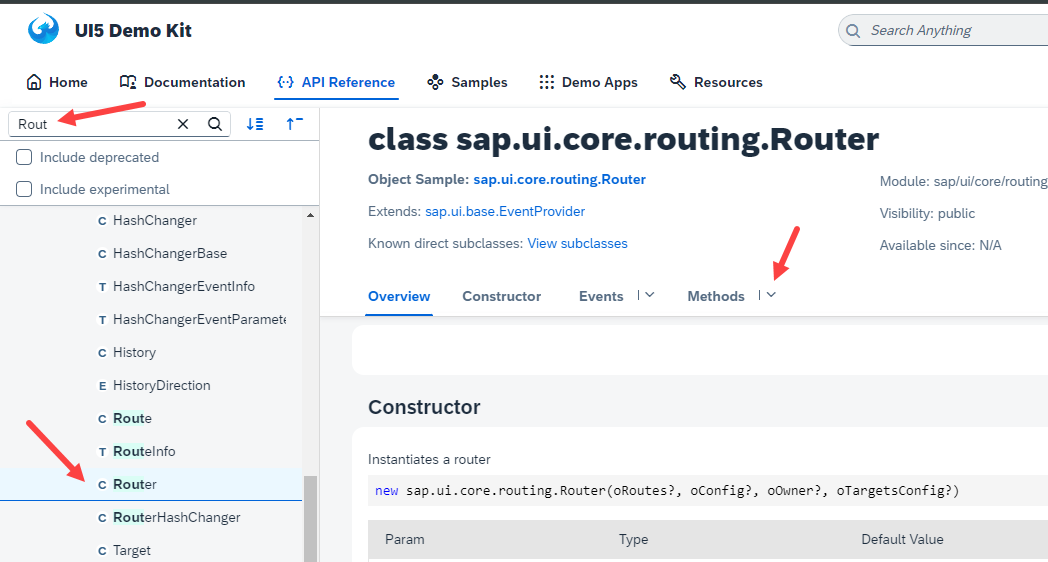 UI5 Demo Kit
Search Anything
Home Documentation API Reference Samples Demo Apps Resources
Rout
Include deprecated
Include experimental
C HashChanger
C HashChangerBase
T HashChangerEventInfo
T HashChangerEventParamete
C History
E HistoryDirection
C Route
T RouteInfo
C Router
C RouterHashChanger
C Target
class sap.ui.core.routing.Router
Object Sample: sap.ui.core.routing.Router
Module: sap/ui/core/routing
Extends: sap.ui.base.EventProvider
Visibility: public
Known direct subclasses: View subclasses
Available since: N/A
Overview Constructor Events Methods
Constructor
Instantiates a router
new sap.ui.core.routing.Router(oRoutes?, oConfig?, oOwner?, oTargetsConfig?)
Param Type Default Value